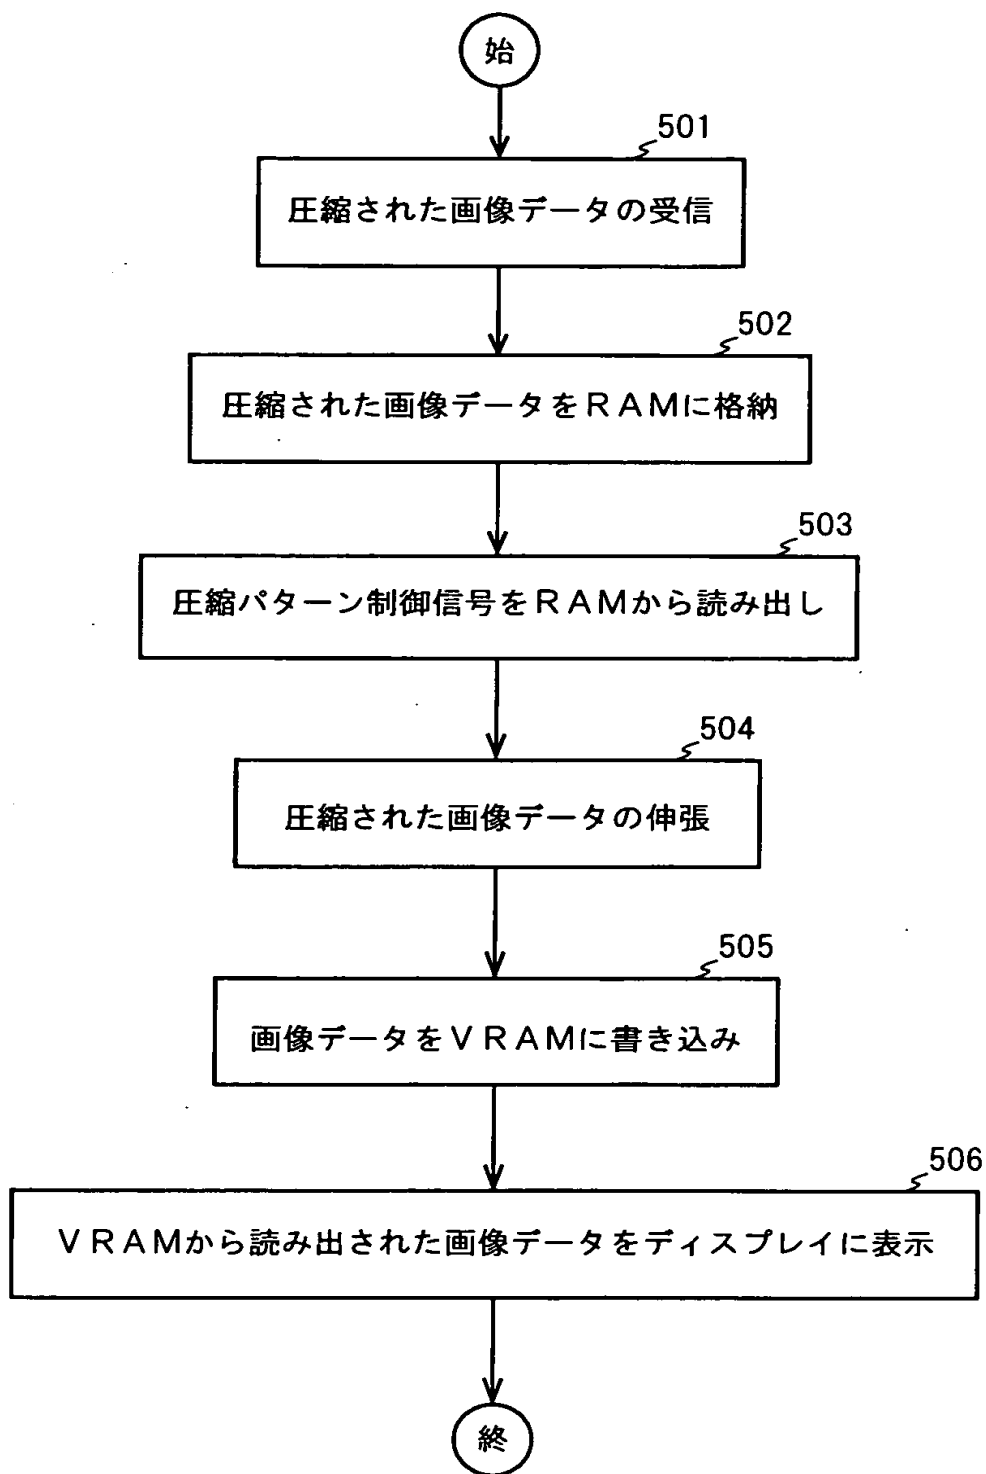 始
501
圧縮された画像データの受信
502
圧縮された画像データをRAMに格納
503
圧縮パターン制御信号をRAMから読み出し
504
圧縮された画像データの伸張
505
画像データをVRAMに書き込み
506
VRAMから読み出された画像データをディスプレイに表示
終